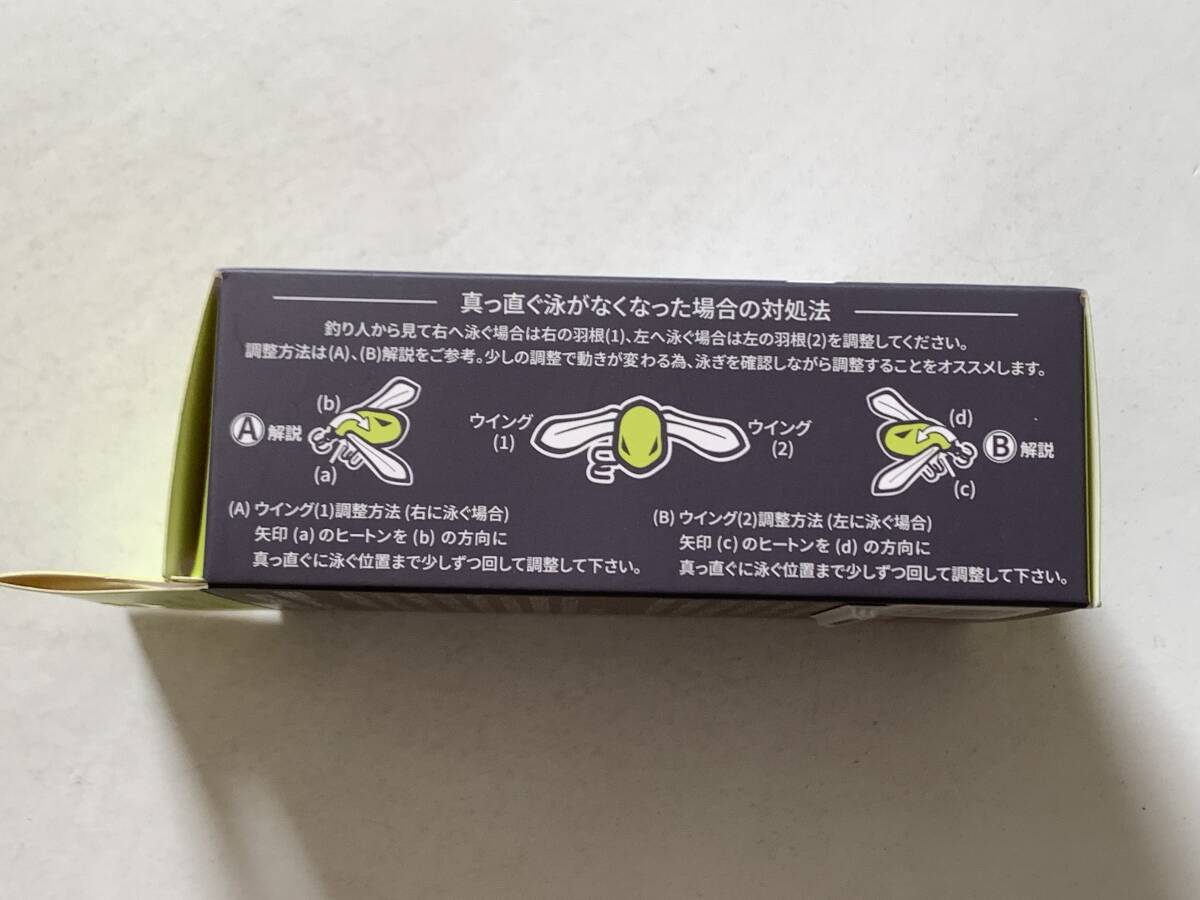 真っ直ぐ泳がなくなった場合の対処法
釣り人から見て右へ泳ぐ場合は右の羽根(1)、左へ泳ぐ場合は左の羽根(2)を調整してください。
調整方法は(A)、(B)解説をご参考。少しの調整で動きが変わる為、泳ぎを確認しながら調整することをオススメします。
(b)
A 解説
(a)
ウイング
(1)
ウイング
(2)
(d)
B 解説
(c)
(A) ウイング(1)調整方法 (右に泳ぐ場合)
矢印 (a) のヒートンを (b) の方向に
真っ直ぐに泳ぐ位置まで少しずつ回して調整して下さい。
(B) ウイング(2)調整方法 (左に泳ぐ場合)
矢印 (c) のヒートンを (d) の方向に
真っ直ぐに泳ぐ位置まで少しずつ回して調整して下さい。